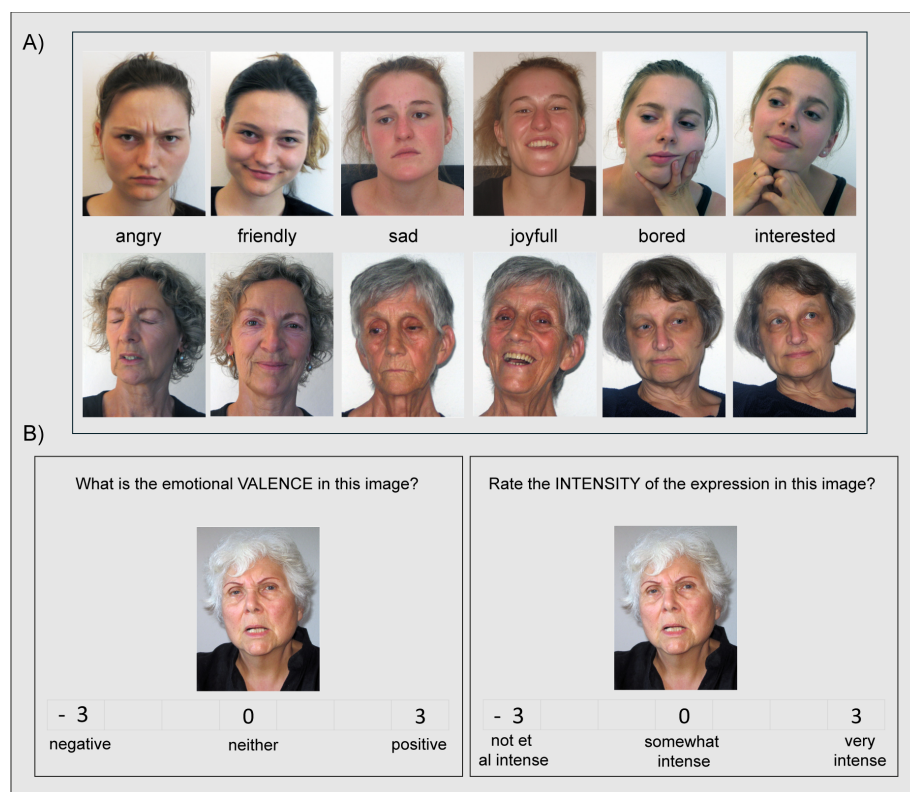 A)
angry friendly sad joyfull bored interested
B)
What is the emotional VALENCE in this image?
- 3 0 3
negative neither positive
Rate the INTENSITY of the expression in this image?
- 3 0 3
not et somewhat very
al intense intense intense